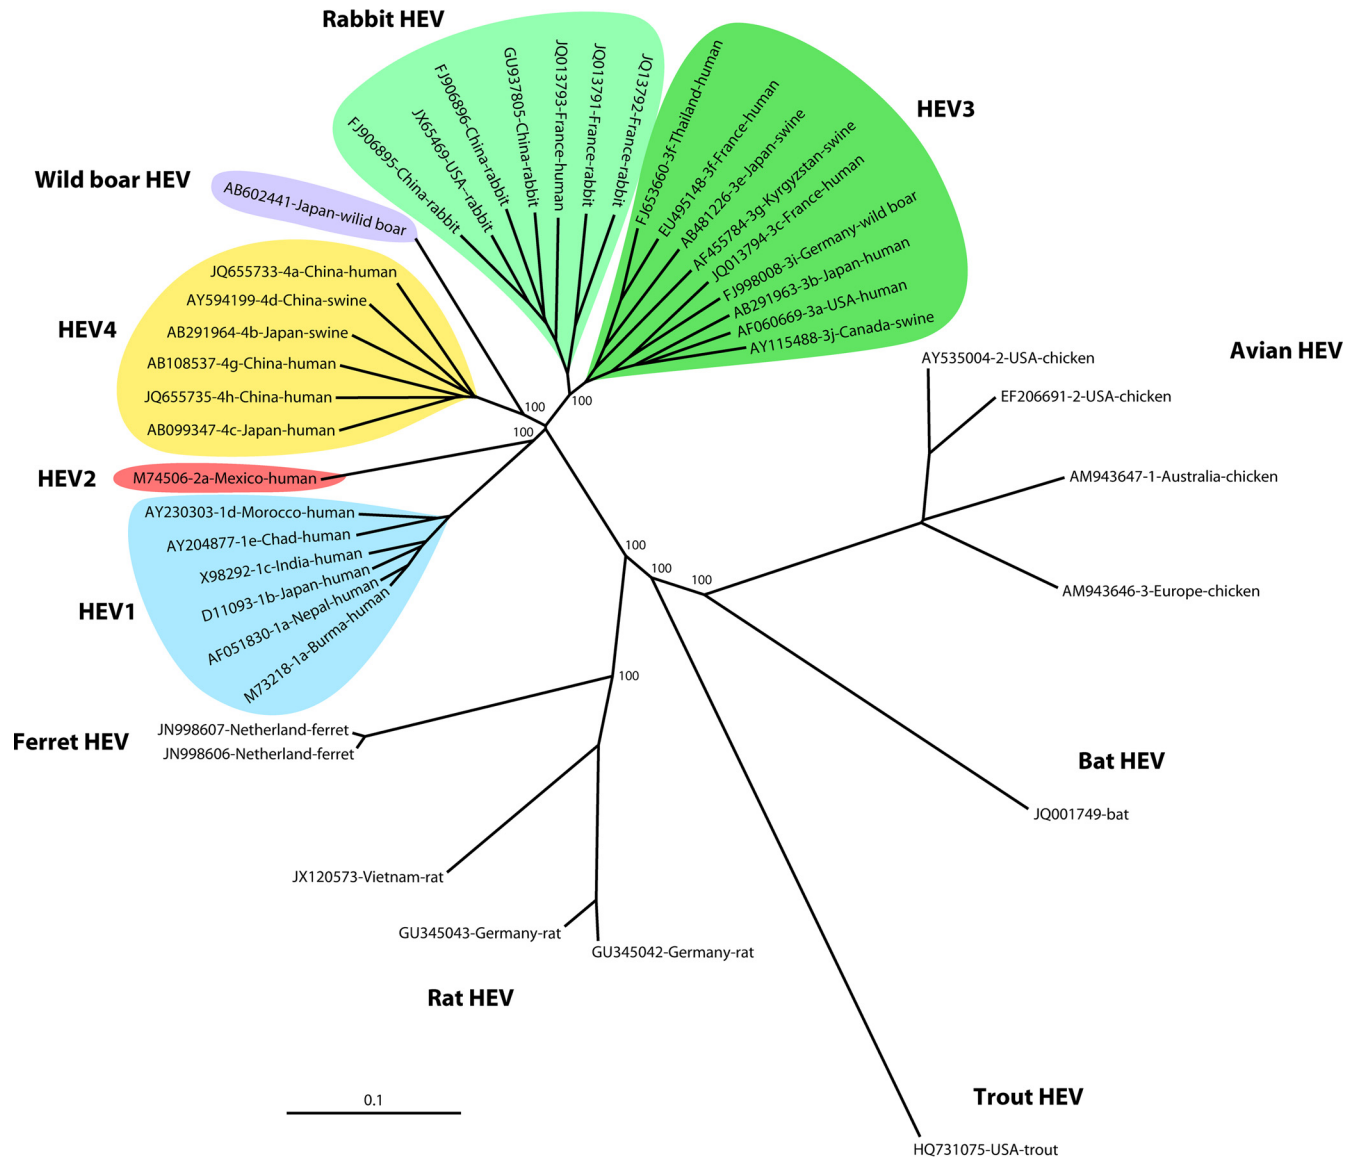 Rabbit HEV
FJ906895-China-rabbit
JX65469-USA--rabbit
FJ906896-China-rabbit
GU937805-China-rabbit
JQ013793-France-human
JQ013791-France-rabbit
JQ13792-France-rabbit
HEV3
FJ653660-3f-Thailand-human
EU495148-3f-France-human
AB481226-3e-Japan-swine
AF455784-3g-Kyrgyzstan-swine
JQ013794-3c-France-human
FJ998008-3i-Germany-wild boar
AB291963-3b-Japan-human
AF060669-3a-USA-human
AY115488-3j-Canada-swine
Wild boar HEV
AB602441-Japan-wilid boar
HEV4
JQ655733-4a-China-human
AY594199-4d-China-swine
AB291964-4b-Japan-swine
AB108537-4g-China-human
JQ655735-4h-China-human
AB099347-4c-Japan-human
100
100
100
HEV2
M74506-2a-Mexico-human
HEV1
AY230303-1d-Morocco-human
AY204877-1e-Chad-human
X98292-1c-India-human
D11093-1b-Japan-human
AF051830-1a-Nepal-human
M73218-1a-Burma-human
Avian HEV
AY535004-2-USA-chicken
EF206691-2-USA-chicken
AM943647-1-Australia-chicken
AM943646-3-Europe-chicken
100
100
100
100
Ferret HEV
JN998607-Netherland-ferret
JN998606-Netherland-ferret
Bat HEV
JQ001749-bat
JX120573-Vietnam-rat
GU345043-Germany-rat
GU345042-Germany-rat
Rat HEV
Trout HEV
HQ731075-USA-trout
0.1